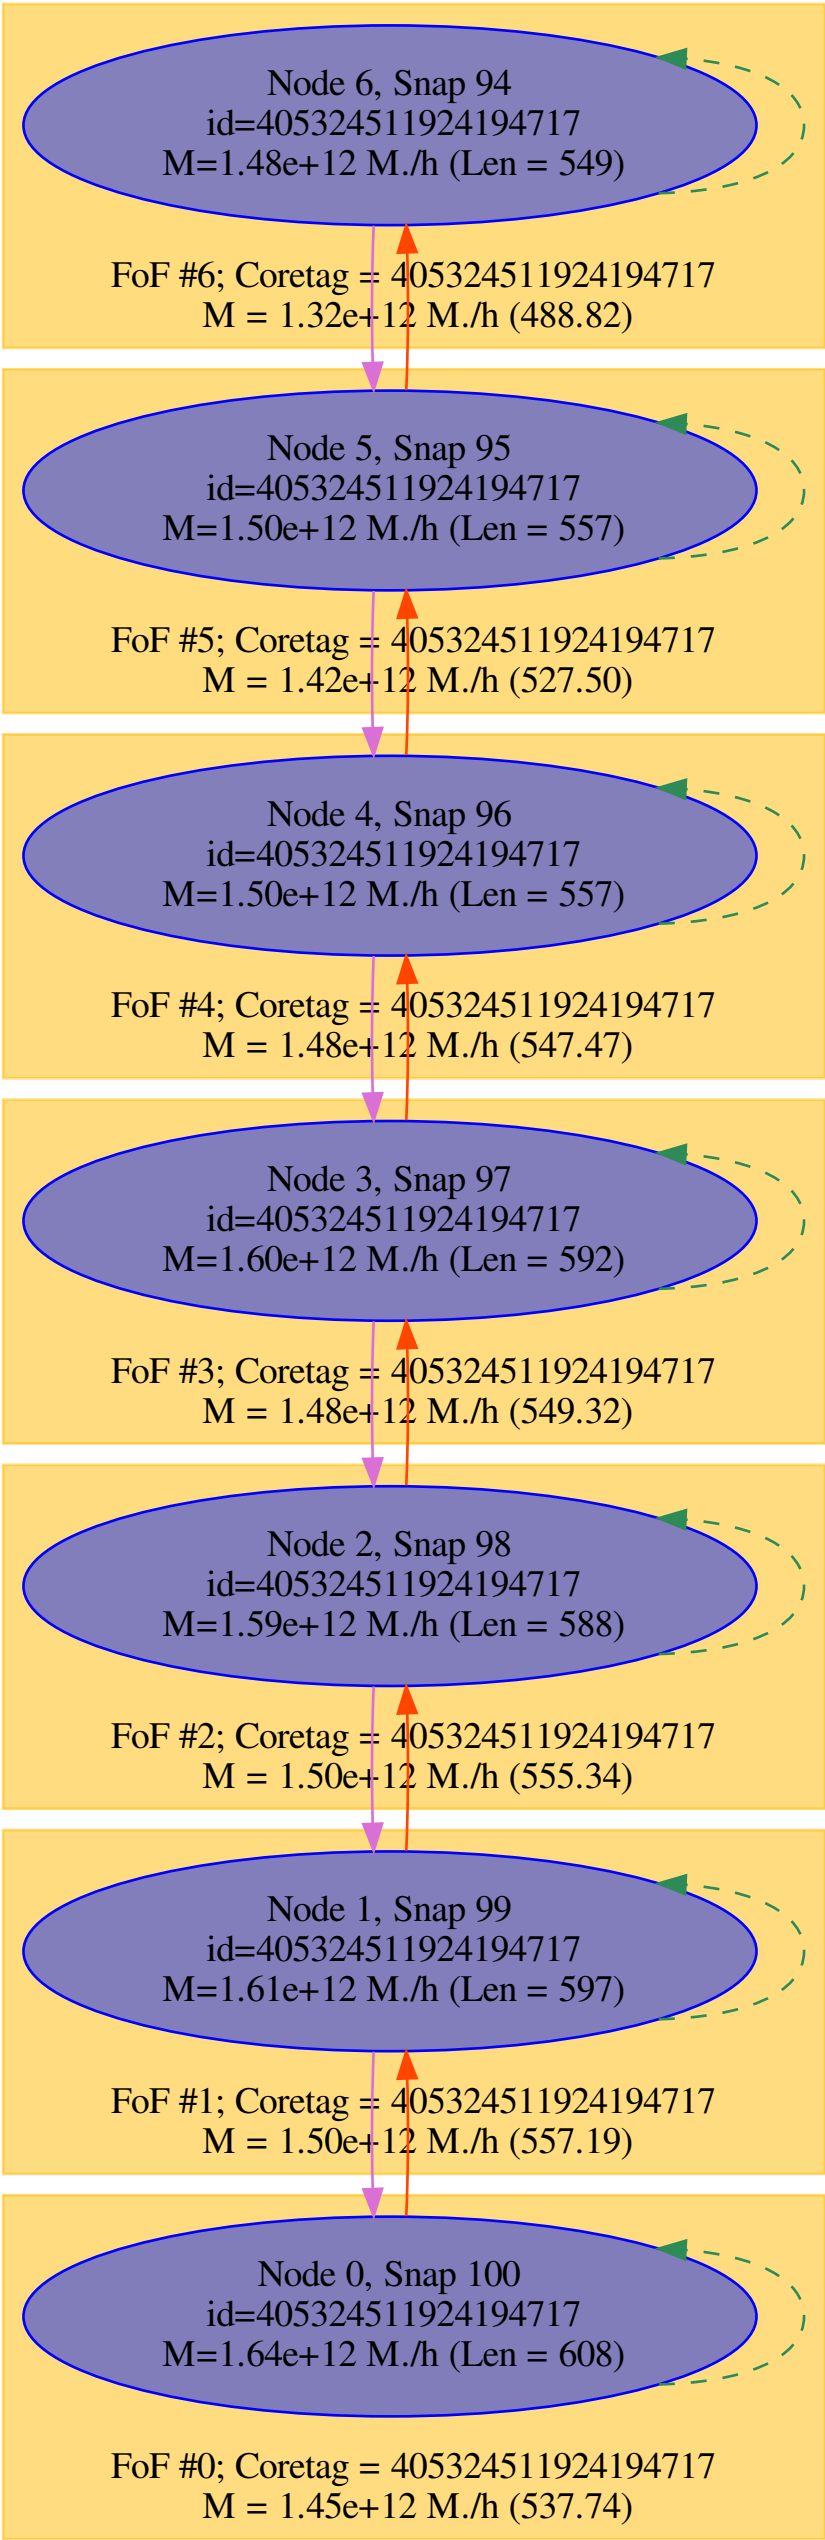 Node 6, Snap 94
id=405324511924194717
M=1.48e+12 M./h (Len = 549)
FoF #6; Coretag = 405324511924194717
M = 1.32e+12 M./h (488.82)
Node 5, Snap 95
id=405324511924194717
M=1.50e+12 M./h (Len = 557)
FoF #5; Coretag = 405324511924194717
M = 1.42e+12 M./h (527.50)
Node 4, Snap 96
id=405324511924194717
M=1.50e+12 M./h (Len = 557)
FoF #4; Coretag = 405324511924194717
M = 1.48e+12 M./h (547.47)
Node 3, Snap 97
id=405324511924194717
M=1.60e+12 M./h (Len = 592)
FoF #3; Coretag = 405324511924194717
M = 1.48e+12 M./h (549.32)
Node 2, Snap 98
id=405324511924194717
M=1.59e+12 M./h (Len = 588)
FoF #2; Coretag = 405324511924194717
M = 1.50e+12 M./h (555.34)
Node 1, Snap 99
id=405324511924194717
M=1.61e+12 M./h (Len = 597)
FoF #1; Coretag = 405324511924194717
M = 1.50e+12 M./h (557.19)
Node 0, Snap 100
id=405324511924194717
M=1.64e+12 M./h (Len = 608)
FoF #0; Coretag = 405324511924194717
M = 1.45e+12 M./h (537.74)